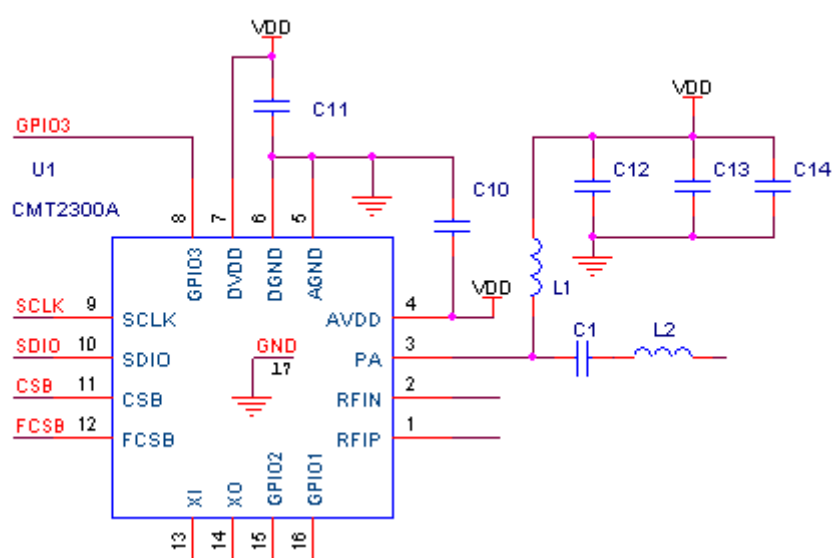 VDD
C11
VDD
GPIO3
U1
C12
C13
C14
CMT2300A
C10
8
7
6
5
GPIO3
DVDD
DGND
AGND
VDD
L1
SCLK
9
SCLK
AVDD
4
SDIO
10
SDIO
GND
17
PA
3
C1
L2
CSB
11
CSB
RFIN
2
FCSB
12
FCSB
RFIP
1
XI
XO
GPIO2
GPIO1
13
14
15
16